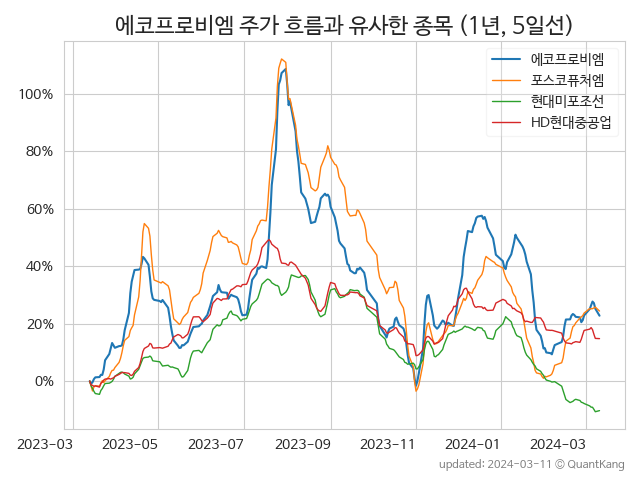 에코프로비엠 주가 흐름과 유사한 종목 (1년, 5일선)
에코프로비엠
포스코퓨처엠
현대미포조선
HD현대중공업
100%
80%
60%
40%
20%
0%
2023-03 2023-05 2023-07 2023-09 2023-11 2024-01 2024-03
updated: 2024-03-11 © QuantKang